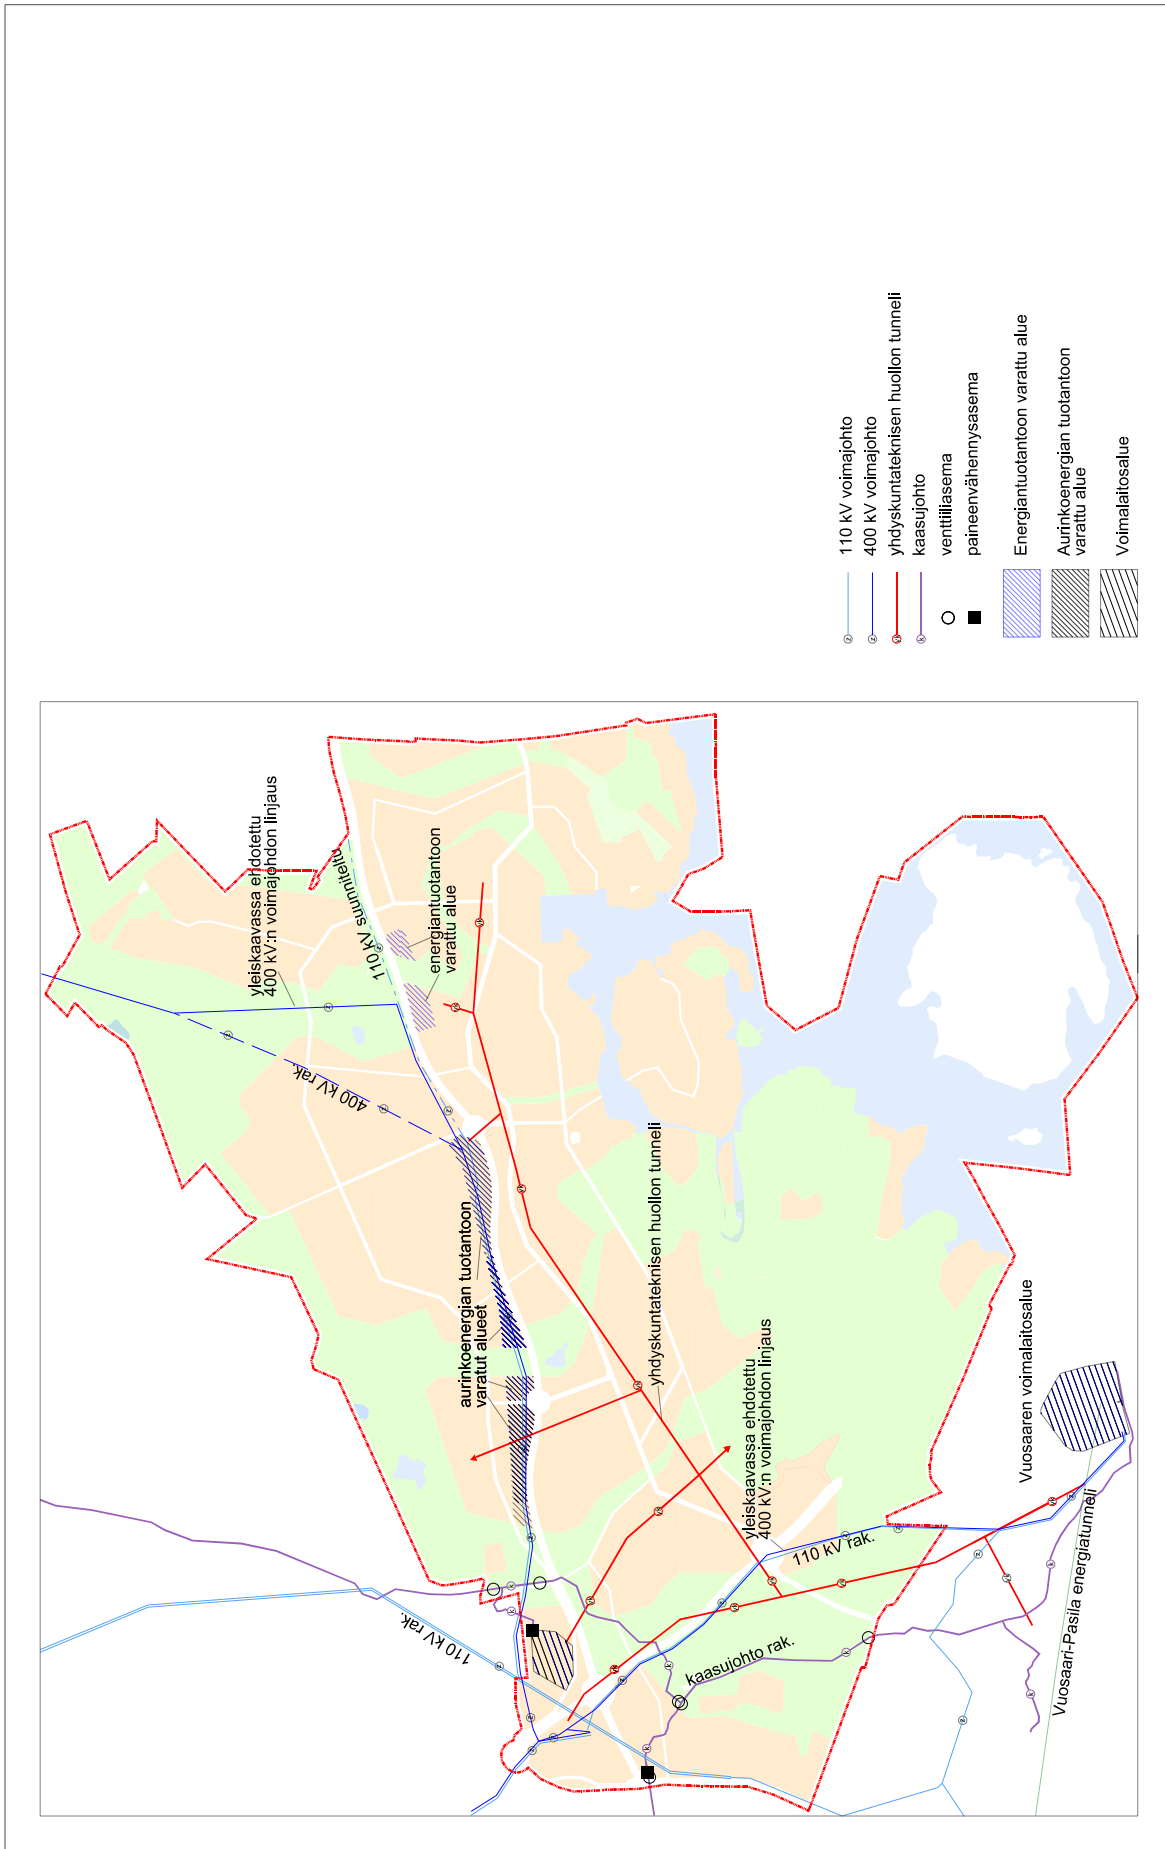 yleiskaavassa ehdotettu
400 kV:n voimajohdon linjaus
110 kV suunniteltu
energiantuotantoon
varattu alue
400 kV rak.
aurinkoenergian tuotantoon
varatut alueet
yhdyskuntateknisen huollon tunneli
yleiskaavassa ehdotettu
400 kV:n voimajohdon linjaus
110 kV rak.
110 kV rak.
kaasujohto rak.
Vuosaaren voimalaitosalue
Vuosaari-Pasila energiatunneli
110 kV voimajohto
400 kV voimajohto
yhdyskuntateknisen huollon tunneli
kaasujohto
venttiiliasema
paineenvähennysasema
Energiantuotantoon varattu alue
Aurinkoenergian tuotantoon
varattu alue
Voimalaitosalue